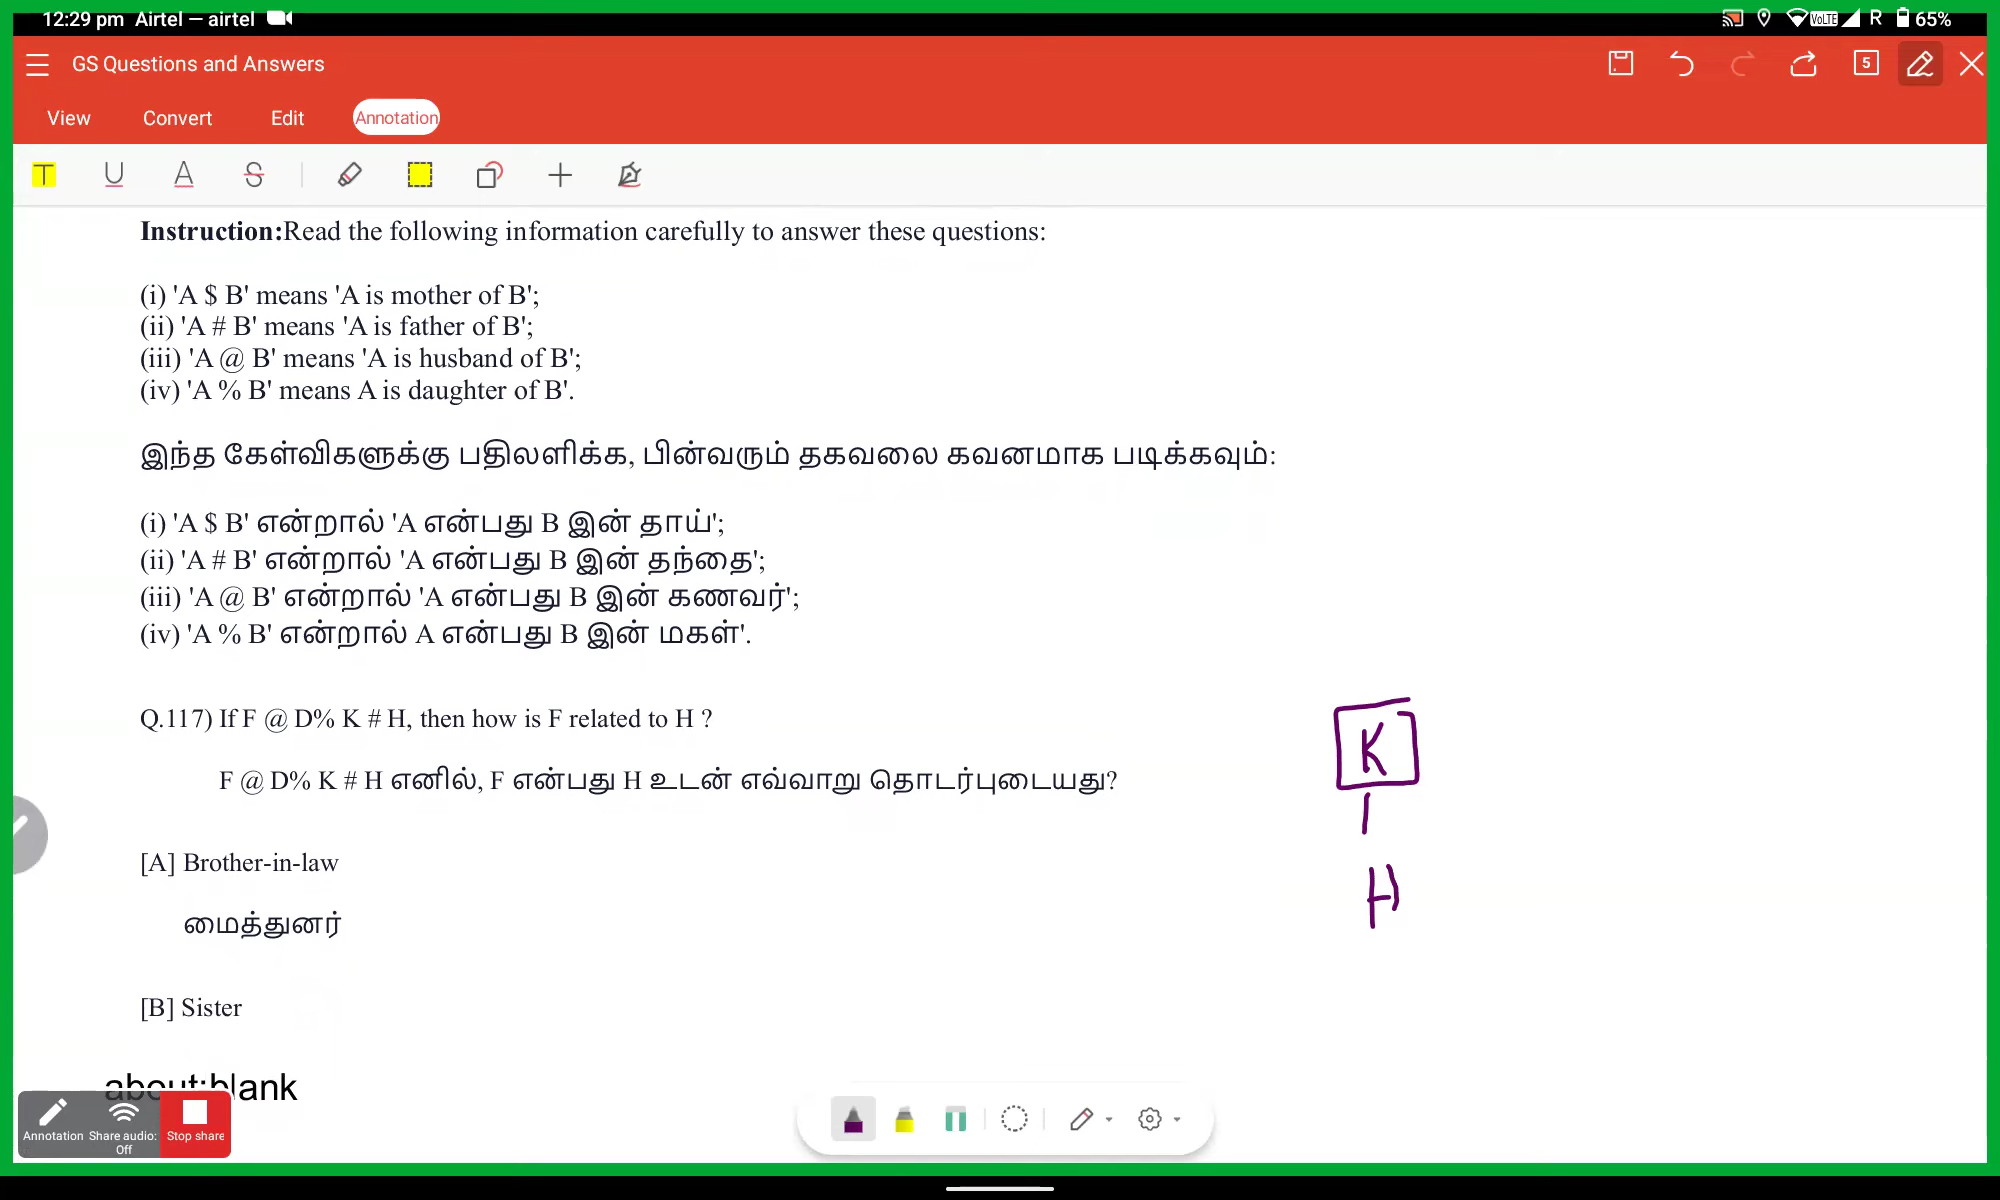 12:29 pm Airtel — airtel
VoLTE R 65%
GS Questions and Answers
5
View Convert Edit Annotation
T U A S
Instruction:Read the following information carefully to answer these questions:
(i) 'A $ B' means 'A is mother of B';
(ii) 'A # B' means 'A is father of B';
(iii) 'A @ B' means 'A is husband of B';
(iv) 'A % B' means A is daughter of B'.
இந்த கேள்விகளுக்கு பதிலளிக்க, பின்வரும் தகவலை கவனமாக படிக்கவும்:
(i) 'A $ B' என்றால் 'A என்பது B இன் தாய்';
(ii) 'A # B' என்றால் 'A என்பது B இன் தந்தை';
(iii) 'A @ B' என்றால் 'A என்பது B இன் கணவர்';
(iv) 'A % B' என்றால் A என்பது B இன் மகள்'.
Q.117) If F @ D% K # H, then how is F related to H ?
K
F @ D% K # H எனில், F என்பது H உடன் எவ்வாறு தொடர்புடையது?
[A] Brother-in-law
H
மைத்துனர்
[B] Sister
about:blank
Annotation Share audio: Off Stop share